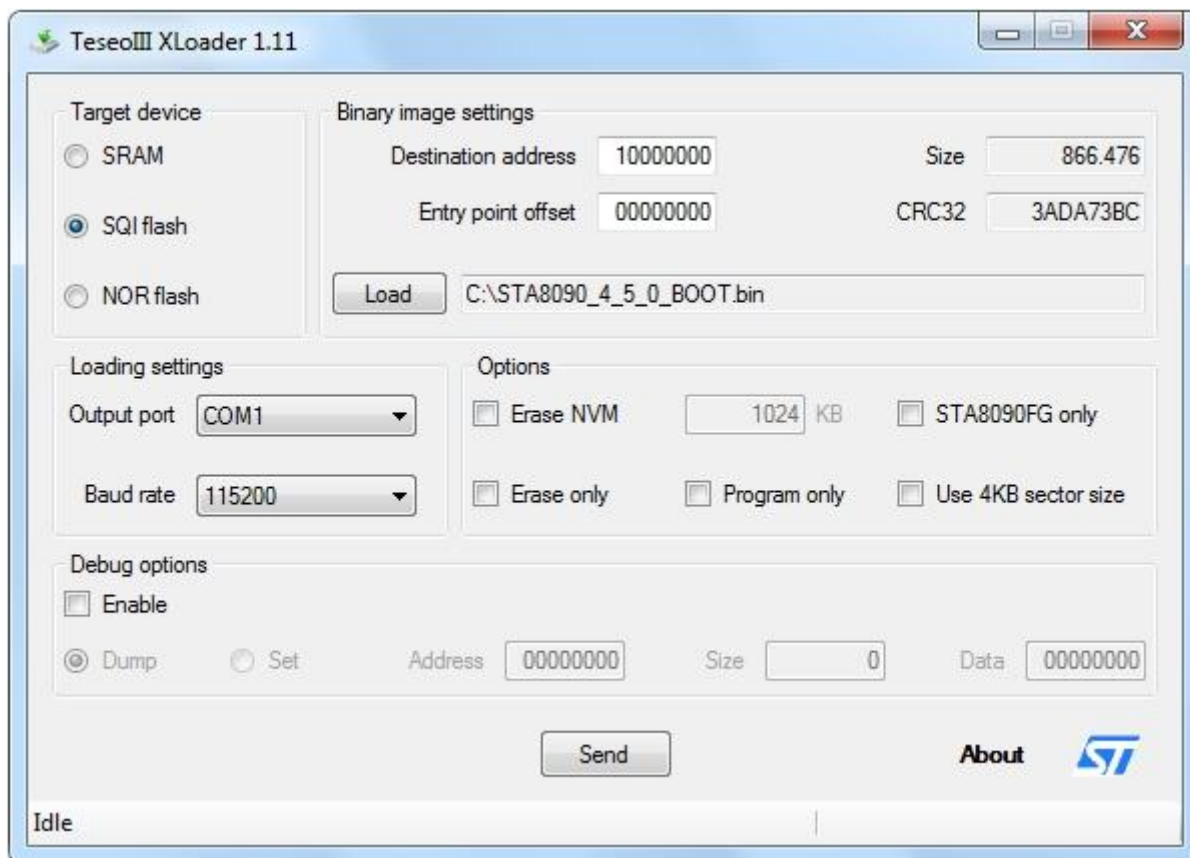 TeseoIII XLoader 1.11
Target device
SRAM
SQI flash
NOR flash
Binary image settings
Destination address 10000000 Size 866.476
Entry point offset 00000000 CRC32 3ADA73BC
Load C:\STA8090_4_5_0_BOOT.bin
Loading settings
Output port COM1
Baud rate 115200
Options
Erase NVM 1024 KB STA8090FG only
Erase only Program only Use 4KB sector size
Debug options
Enable
Dump Set Address 00000000 Size 0 Data 00000000
Send About ST
Idle